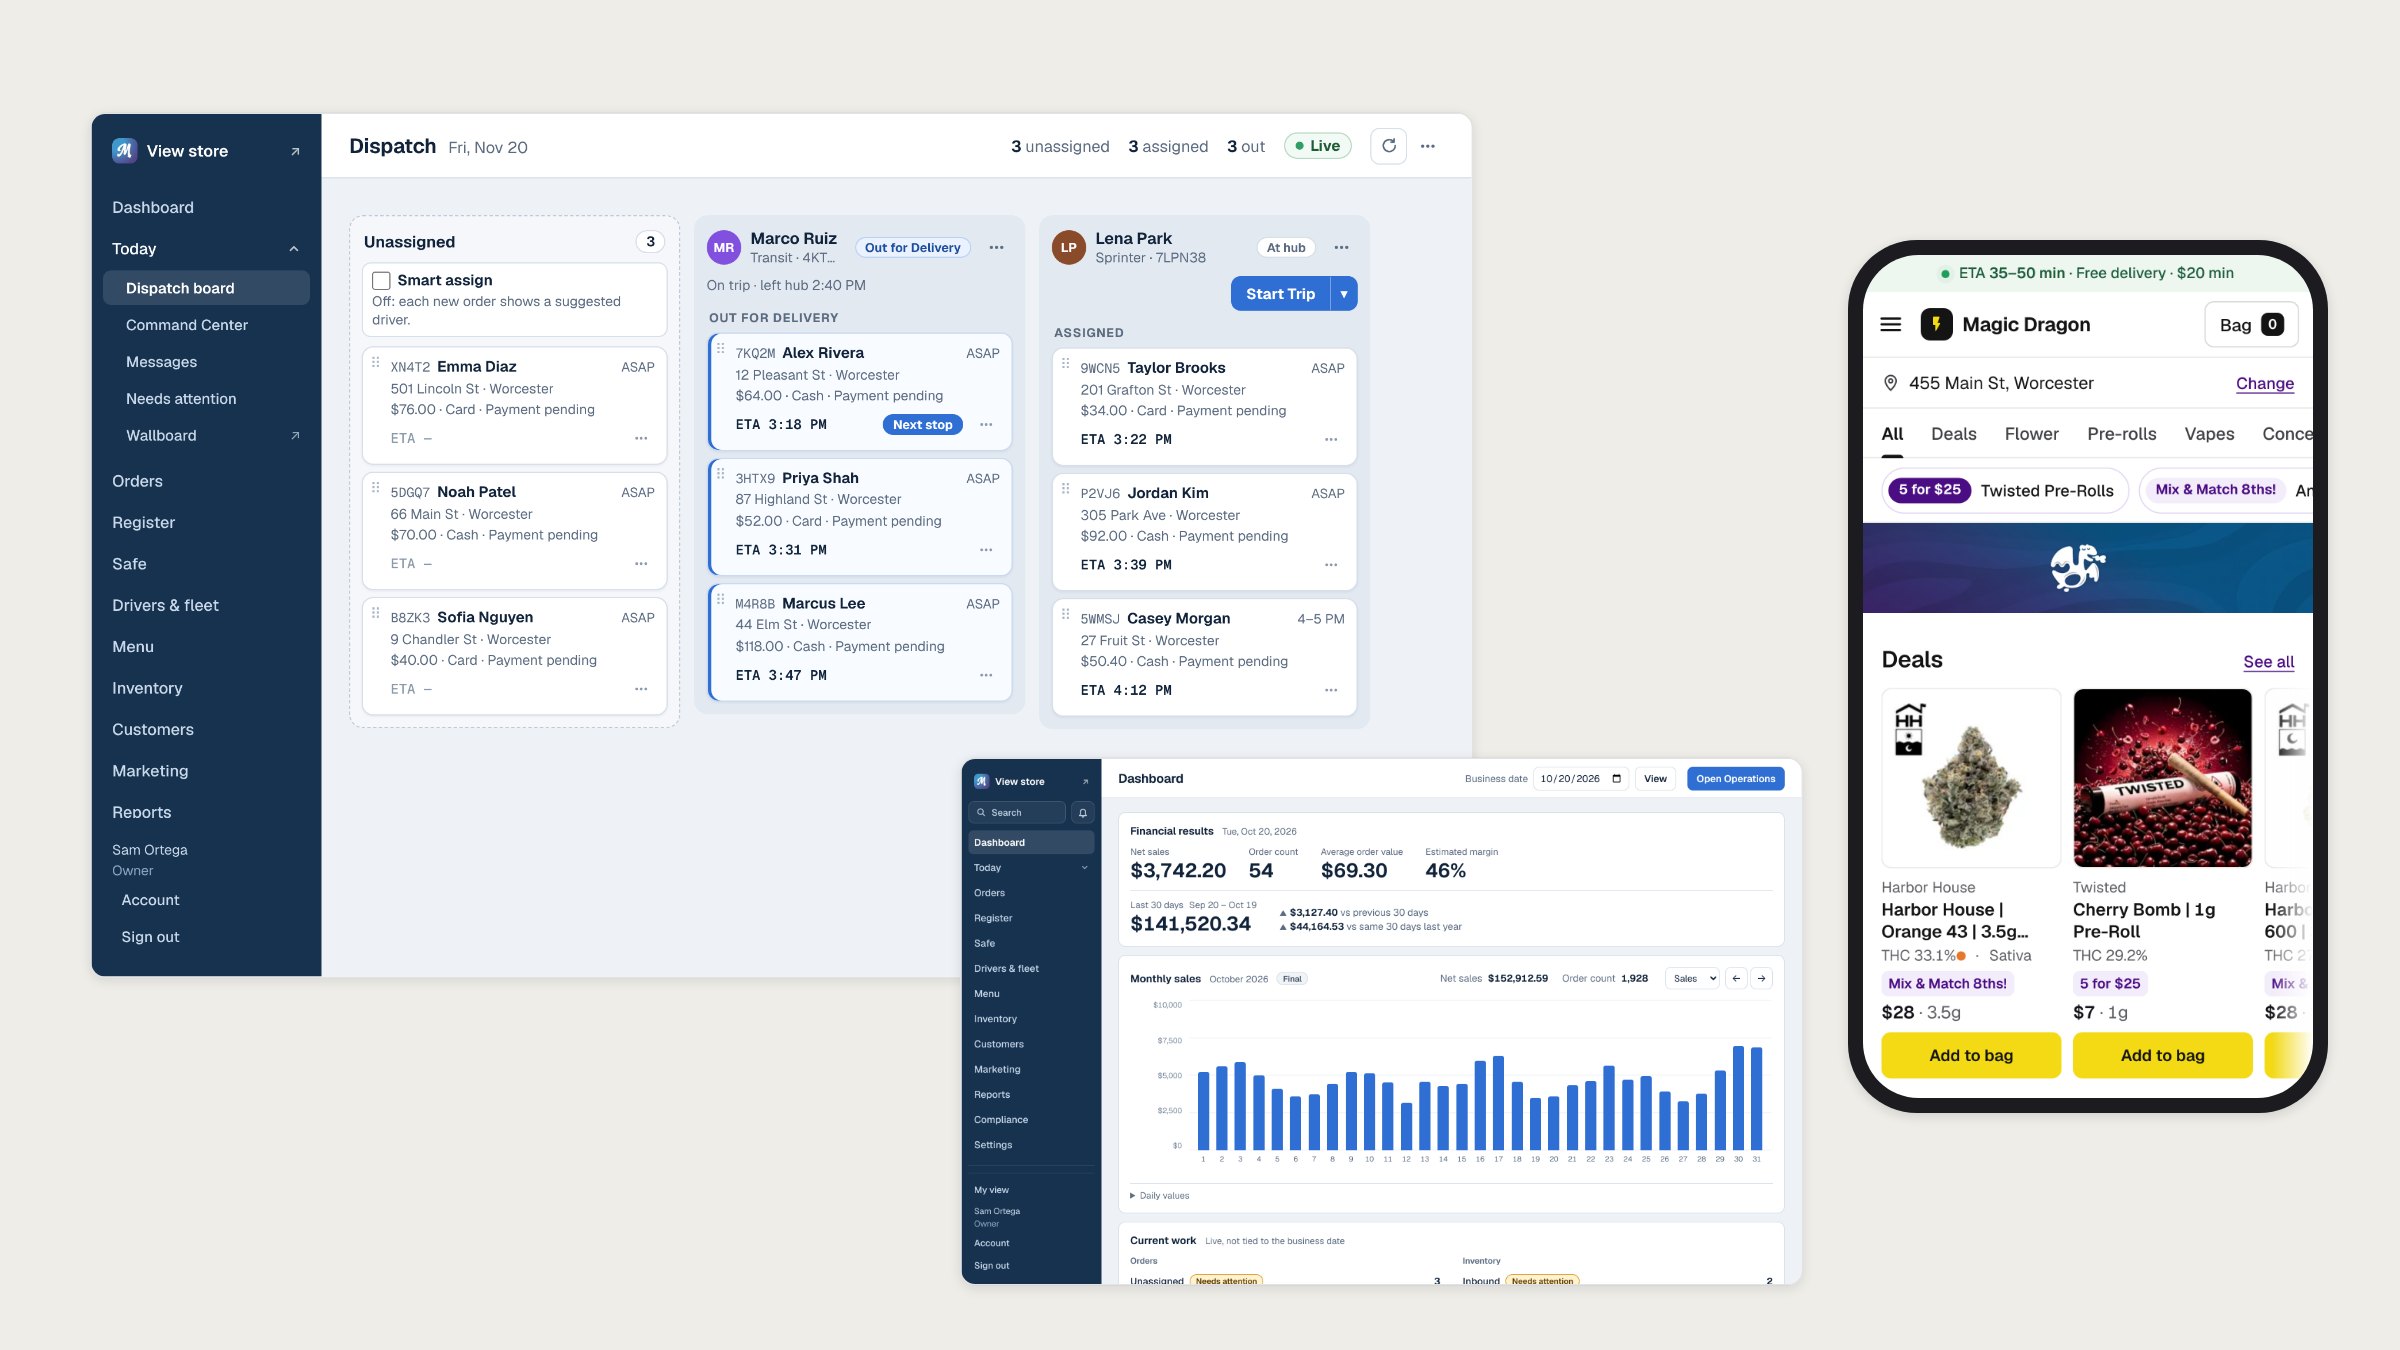 View store
Dashboard
Today
Dispatch board
Command Center
Messages
Needs attention
Wallboard
Orders
Register
Safe
Drivers & fleet
Menu
Inventory
Customers
Marketing
Reports
Sam Ortega
Owner
Account
Sign out
Dispatch Fri, Nov 20
3 unassigned 3 assigned 3 out Live
Unassigned 3
Smart assign
Off: each new order shows a suggested
driver.
XN4T2 Emma Diaz ASAP
501 Lincoln St · Worcester
$76.00 · Card · Payment pending
ETA –
5DGQ7 Noah Patel ASAP
66 Main St · Worcester
$70.00 · Cash · Payment pending
ETA –
B8ZK3 Sofia Nguyen ASAP
9 Chandler St · Worcester
$40.00 · Card · Payment pending
ETA –
MR Marco Ruiz Out for Delivery
Transit · 4KT...
On trip · left hub 2:40 PM
OUT FOR DELIVERY
7KQ2M Alex Rivera ASAP
12 Pleasant St · Worcester
$64.00 · Cash · Payment pending
ETA 3:18 PM Next stop
3HTX9 Priya Shah ASAP
87 Highland St · Worcester
$52.00 · Card · Payment pending
ETA 3:31 PM
M4R8B Marcus Lee ASAP
44 Elm St · Worcester
$118.00 · Cash · Payment pending
ETA 3:47 PM
LP Lena Park At hub
Sprinter · 7LPN38
Start Trip
ASSIGNED
9WCN5 Taylor Brooks ASAP
201 Grafton St · Worcester
$34.00 · Card · Payment pending
ETA 3:22 PM
P2VJ6 Jordan Kim ASAP
305 Park Ave · Worcester
$92.00 · Cash · Payment pending
ETA 3:39 PM
5WMSJ Casey Morgan 4–5 PM
27 Fruit St · Worcester
$50.40 · Cash · Payment pending
ETA 4:12 PM
View store
Search
Dashboard
Today
Orders
Register
Safe
Drivers & fleet
Menu
Inventory
Customers
Marketing
Reports
Compliance
Settings
My view
Sam Ortega
Owner
Account
Sign out
Dashboard
Business date 10/20/2026 View Open Operations
Financial results Tue, Oct 20, 2026
Net sales Order count Average order value Estimated margin
$3,742.20 54 $69.30 46%
Last 30 days Sep 20 – Oct 19
$141,520.34
▲ $3,127.40 vs previous 30 days
▲ $44,164.53 vs same 30 days last year
Monthly sales October 2026 Final
Net sales $152,912.59 Order count 1,928 Sales
$10,000
$7,500
$5,000
$2,500
$0
1 2 3 4 5 6 7 8 9 10 11 12 13 14 15 16 17 18 19 20 21 22 23 24 25 26 27 28 29 30 31
Daily values
Current work Live, not tied to the business date
Orders Inventory
Unassigned Needs attention 3 Inbound Needs attention 2
ETA 35–50 min · Free delivery · $20 min
Magic Dragon Bag 0
455 Main St, Worcester Change
All Deals Flower Pre-rolls Vapes Conce
5 for $25 Twisted Pre-Rolls Mix & Match 8ths! An
Deals See all
HH
TWISTED
HH
Harbor House
Harbor House |
Orange 43 | 3.5g...
THC 33.1% · Sativa
Mix & Match 8ths!
$28 · 3.5g
Add to bag
Twisted
Cherry Bomb | 1g
Pre-Roll
THC 29.2%
5 for $25
$7 · 1g
Add to bag
Harbo
Harbo
600 |
THC 2
Mix &
$28 ·